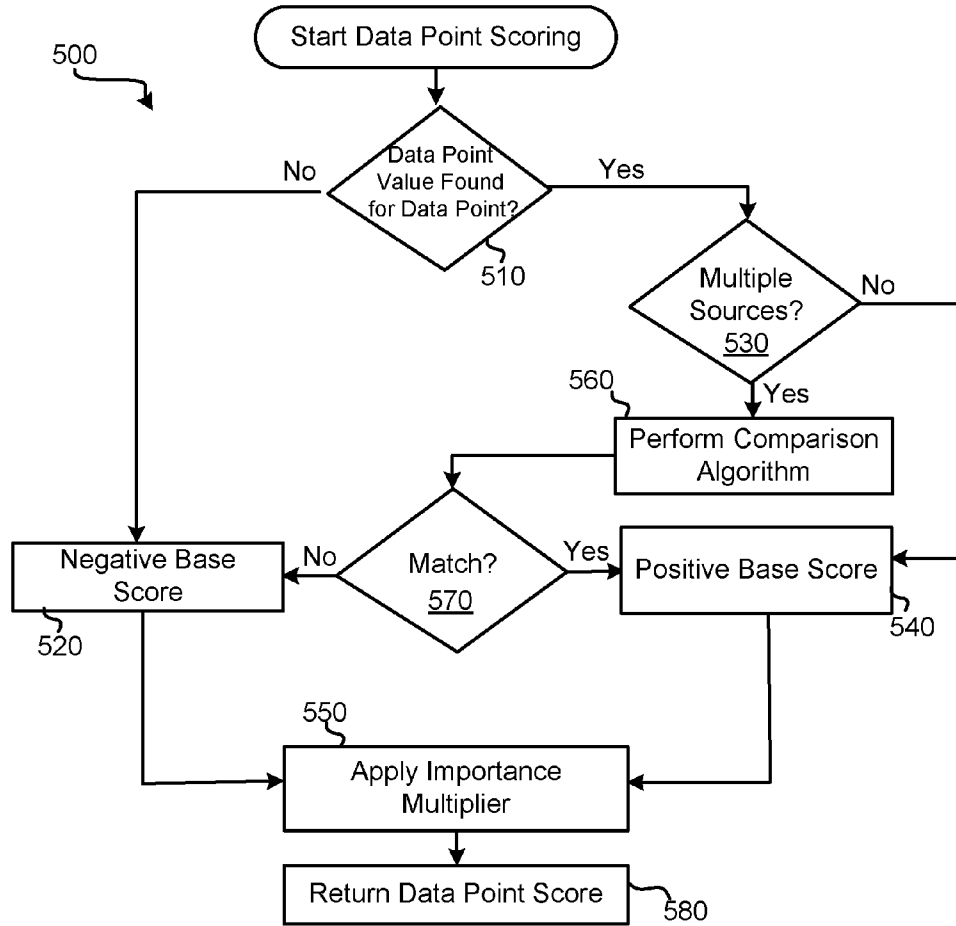 Start Data Point Scoring
500
Data Point
Value Found
for Data Point?
No
Yes
510
Multiple
Sources?
530
No
Yes
560
Perform Comparison
Algorithm
Negative Base
Score
520
No
Match?
570
Yes
Positive Base Score
540
550
Apply Importance
Multiplier
Return Data Point Score
580